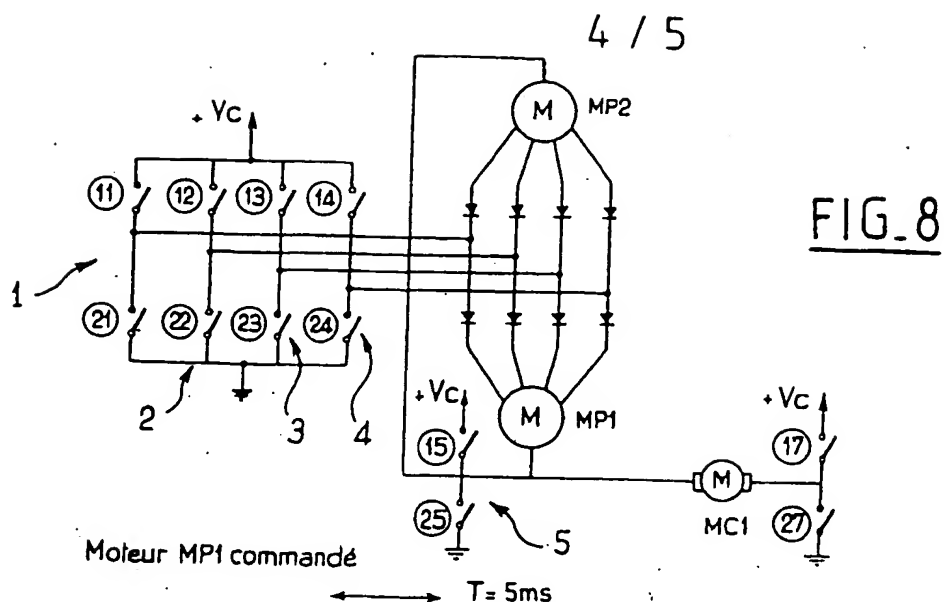 4 / 5
M MP2
+ Vc
11 12 13 14
FIG_8
1
21 22 23 24
2 3 4
+Vc
M MP1
+Vc
15
17
M
MC1
25
5
27
Moteur MP1 commandé
T= 5ms